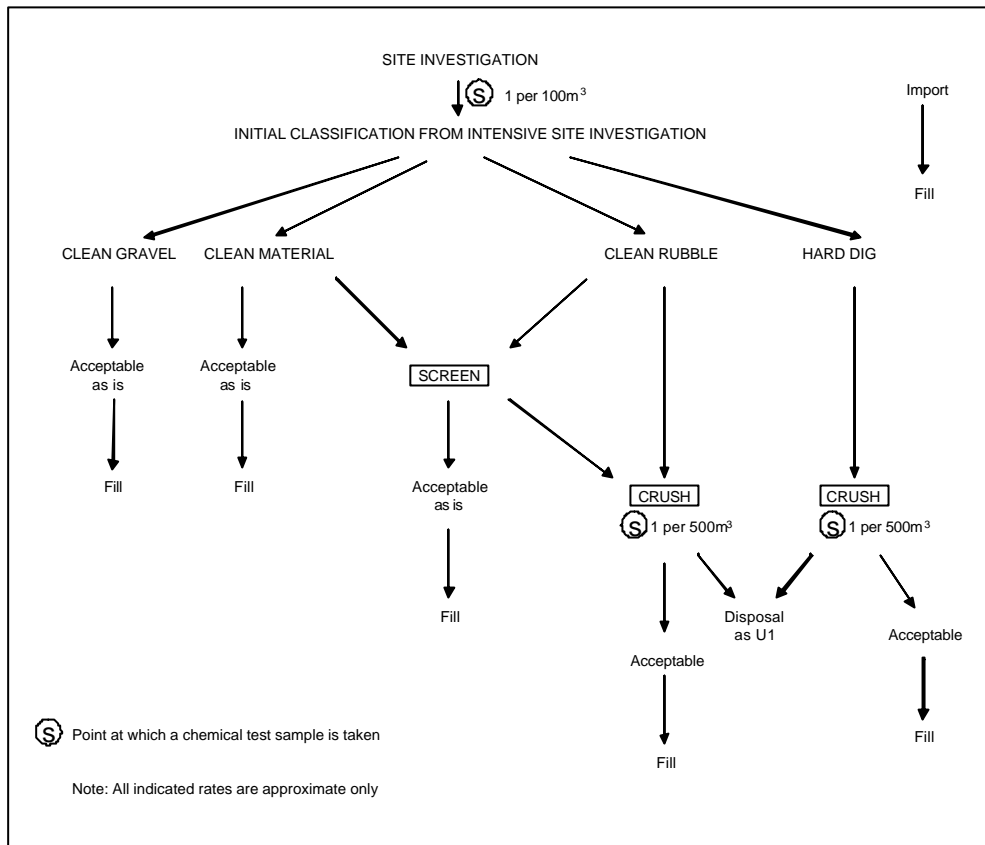 SITE INVESTIGATION
S 1 per 100m³
Import
INITIAL CLASSIFICATION FROM INTENSIVE SITE INVESTIGATION
Fill
CLEAN GRAVEL
CLEAN MATERIAL
CLEAN RUBBLE
HARD DIG
Acceptable
as is
Acceptable
as is
SCREEN
Fill
Fill
Acceptable
as is
CRUSH
S 1 per 500m³
CRUSH
S 1 per 500m³
Fill
Disposal
as U1
Acceptable
Acceptable
Fill
Fill
S Point at which a chemical test sample is taken
Note: All indicated rates are approximate only